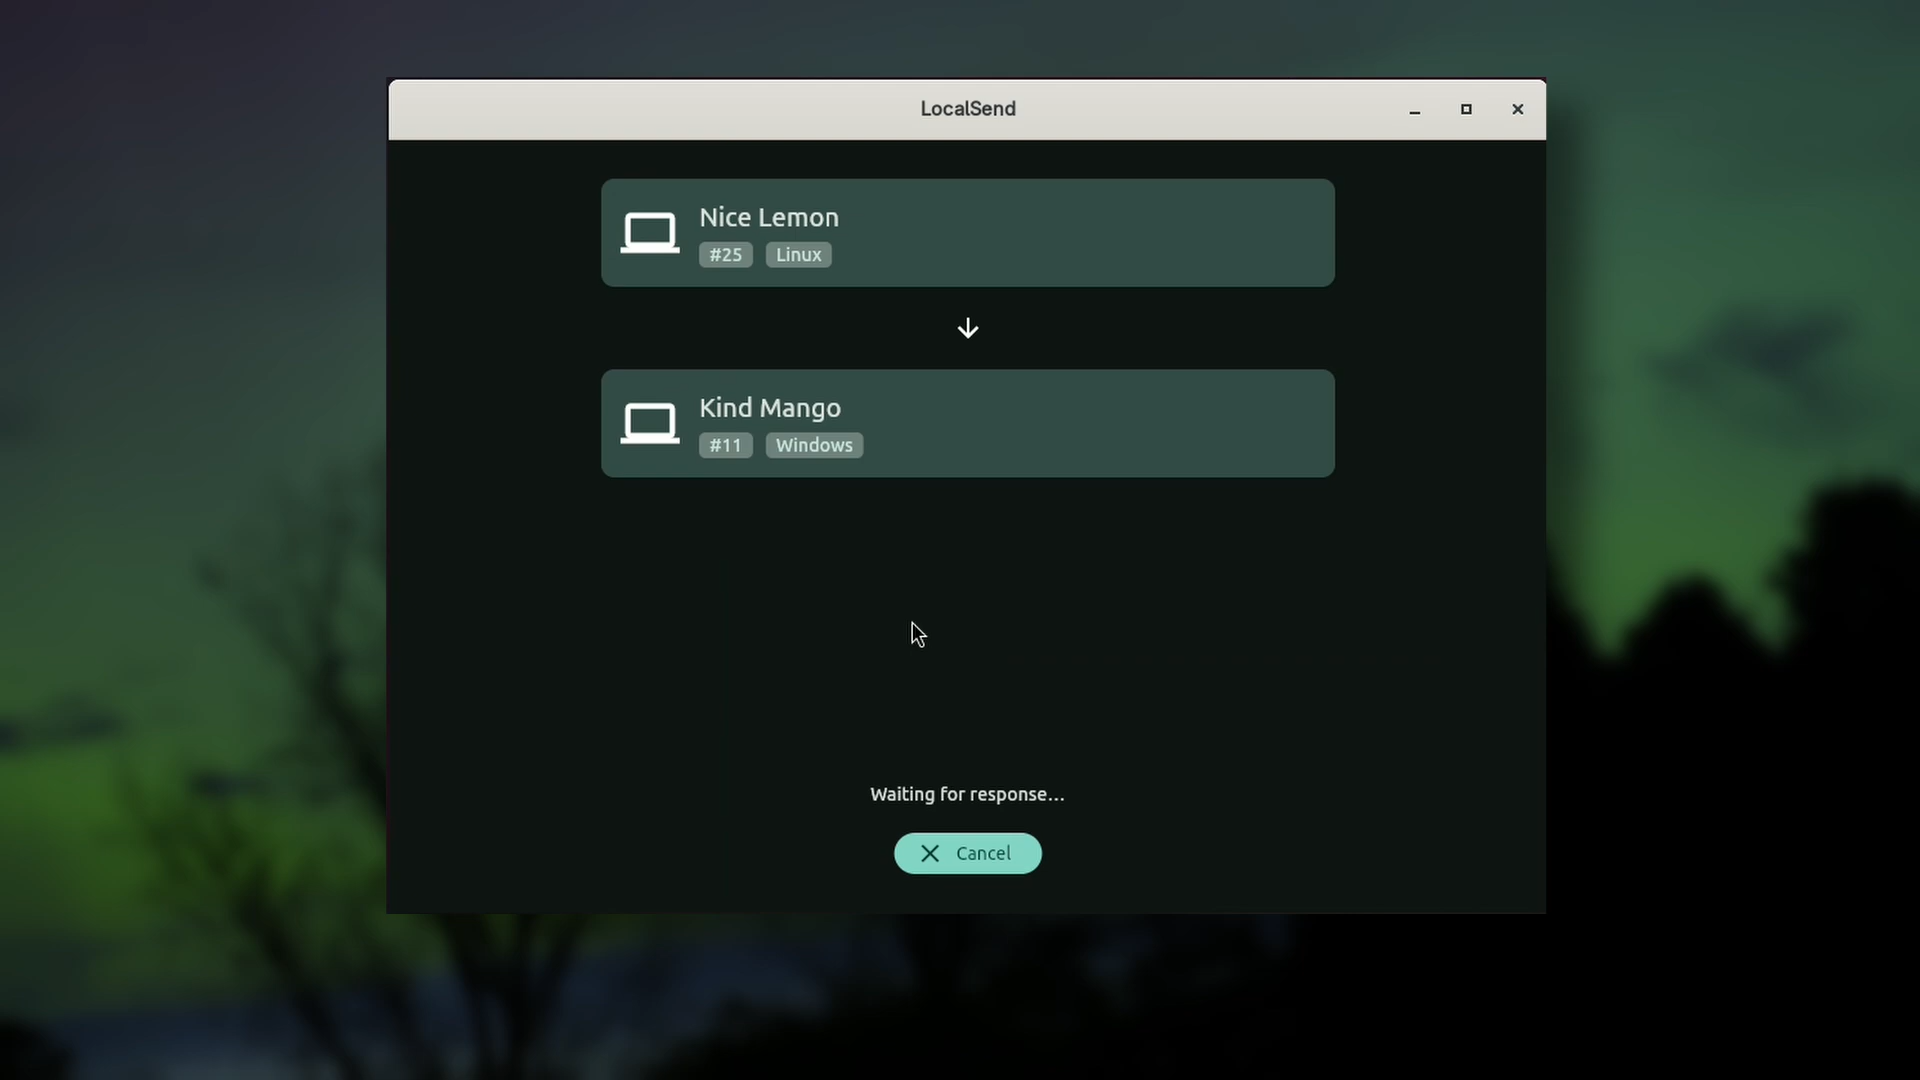 LocalSend
Nice Lemon
#25 Linux
Kind Mango
#11 Windows
Waiting for response...
Cancel